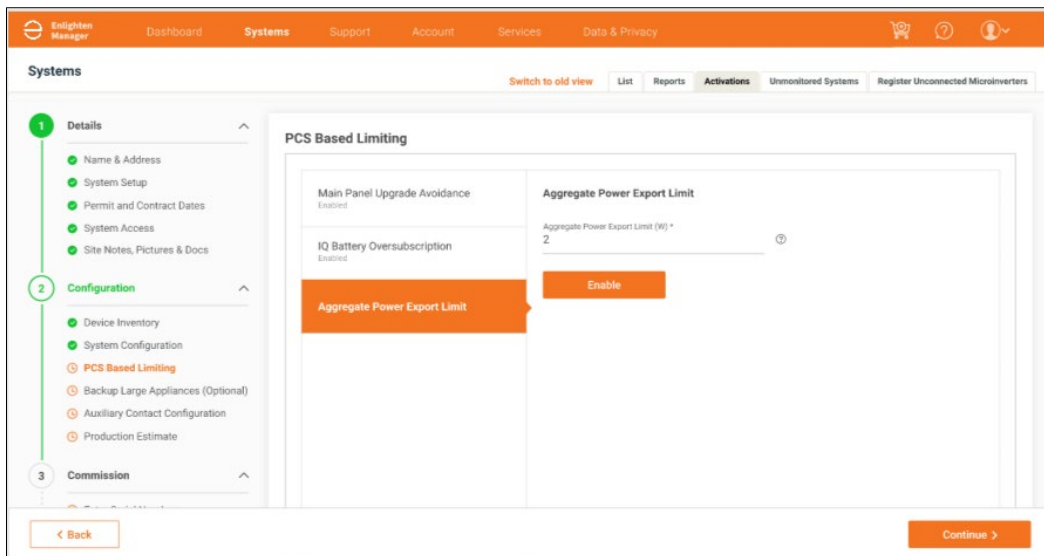 Enlighten
Manager
Dashboard
Systems
Support
Account
Services
Data & Privacy
Systems
Switch to old view
List
Reports
Activations
Unmonitored Systems
Register Unconnected Microinverters
1
Details
Name & Address
System Setup
Permit and Contract Dates
System Access
Site Notes, Pictures & Docs
2
Configuration
Device Inventory
System Configuration
PCS Based Limiting
Backup Large Appliances (Optional)
Auxiliary Contact Configuration
Production Estimate
3
Commission
PCS Based Limiting
Main Panel Upgrade Avoidance
Enabled
IQ Battery Oversubscription
Enabled
Aggregate Power Export Limit
Aggregate Power Export Limit
Aggregate Power Export Limit (W) *
2
Enable
< Back
Continue >